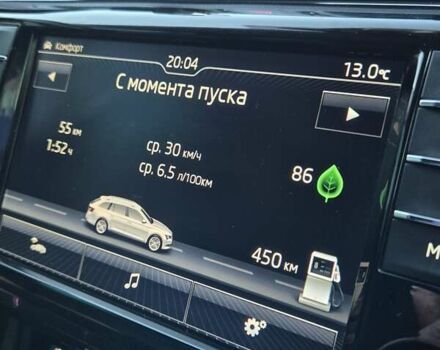 Комфорт
20:04
13.0°C
С момента пуска
55 км
1:52 ч
ср. 30 км/ч
ср. 6.5 л/100км
86
450 км
M